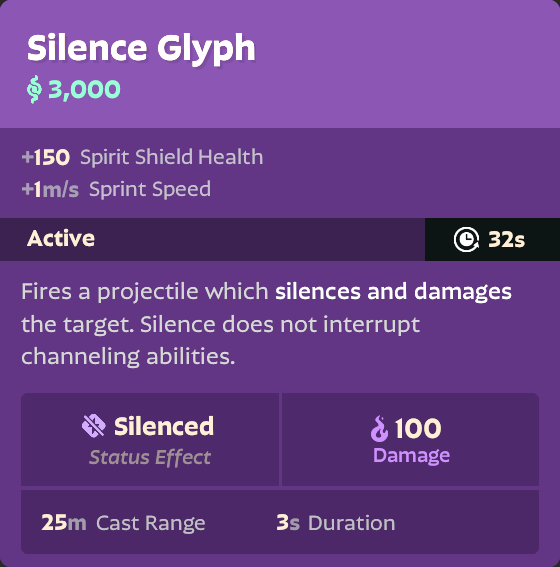 Silence Glyph
3,000
+150 Spirit Shield Health
+1m/s Sprint Speed
Active 32s
Fires a projectile which silences and damages
the target. Silence does not interrupt
channeling abilities.
Silenced
Status Effect
100
Damage
25m Cast Range 3s Duration